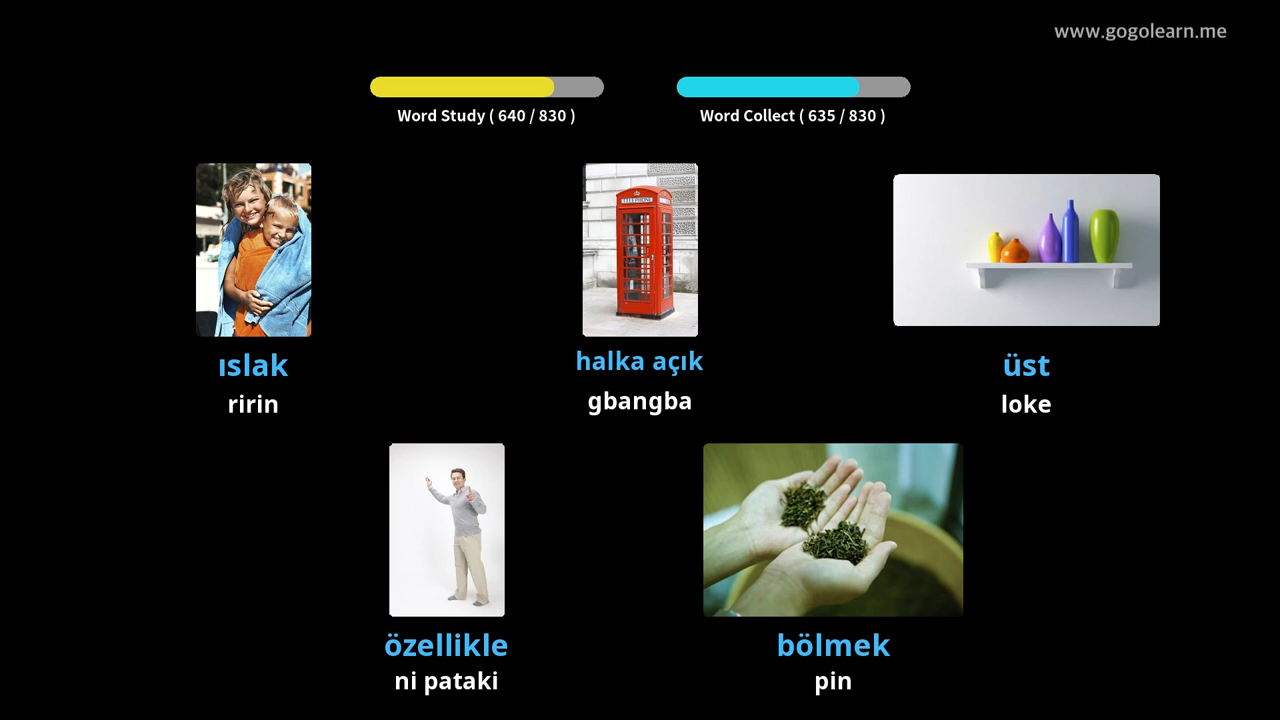 www.gogolearn.me
Word Study ( 640 / 830 )
Word Collect ( 635 / 830 )
TELEPHONE
ıslak
ririn
halka açık
gbangba
üst
loke
özellikle
ni pataki
bölmek
pin